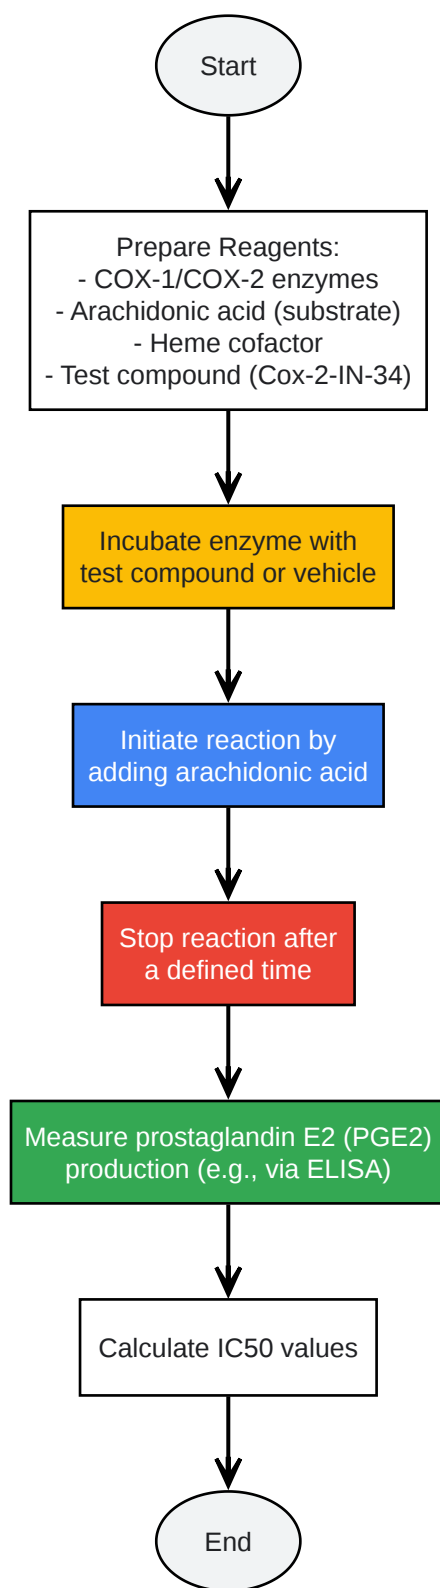 Start
Prepare Reagents:
- COX-1/COX-2 enzymes
- Arachidonic acid (substrate)
- Heme cofactor
- Test compound (Cox-2-IN-34)
Incubate enzyme with
test compound or vehicle
Initiate reaction by
adding arachidonic acid
Stop reaction after
a defined time
Measure prostaglandin E2 (PGE2)
production (e.g., via ELISA)
Calculate IC50 values
End